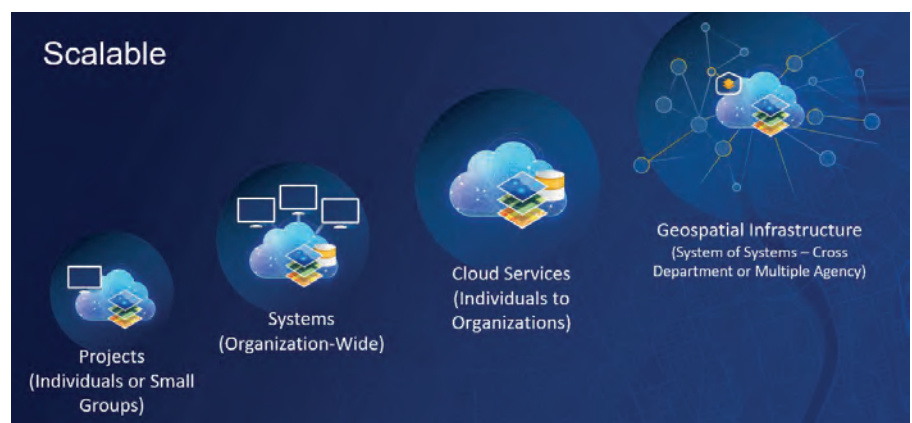 Scalable
Projects
(Individuals or Small
Groups)
Systems
(Organization-Wide)
Cloud Services
(Individuals to
Organizations)
Geospatial Infrastructure
(System of Systems – Cross
Department or Multiple Agency)